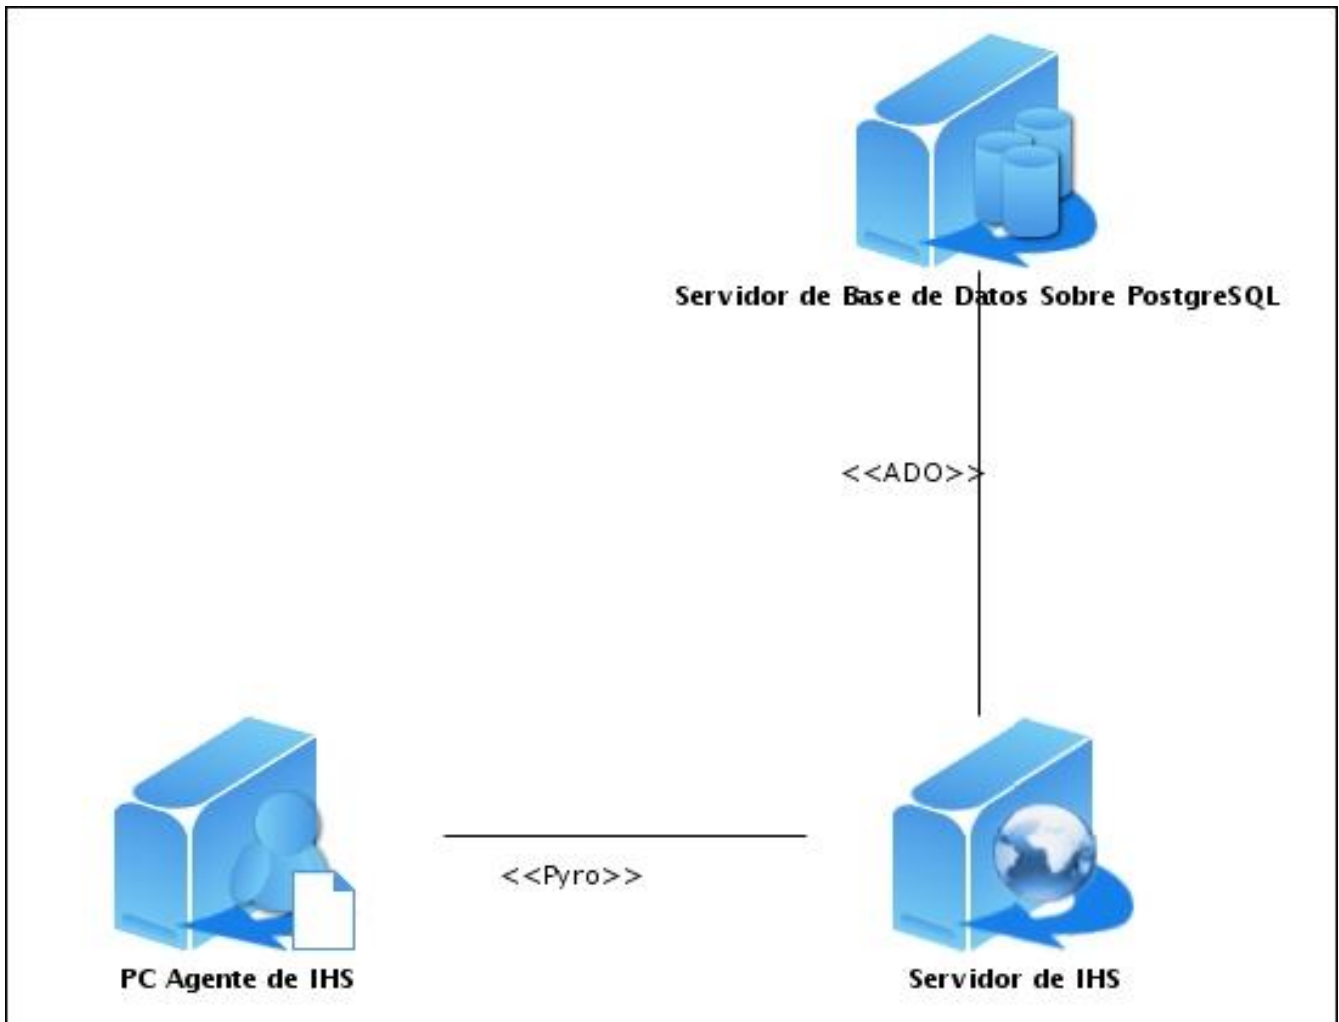 Servidor de Base de Datos Sobre PostgreSQL
<<ADO>>
<<Pyro>>
PC Agente de IHS
Servidor de IHS